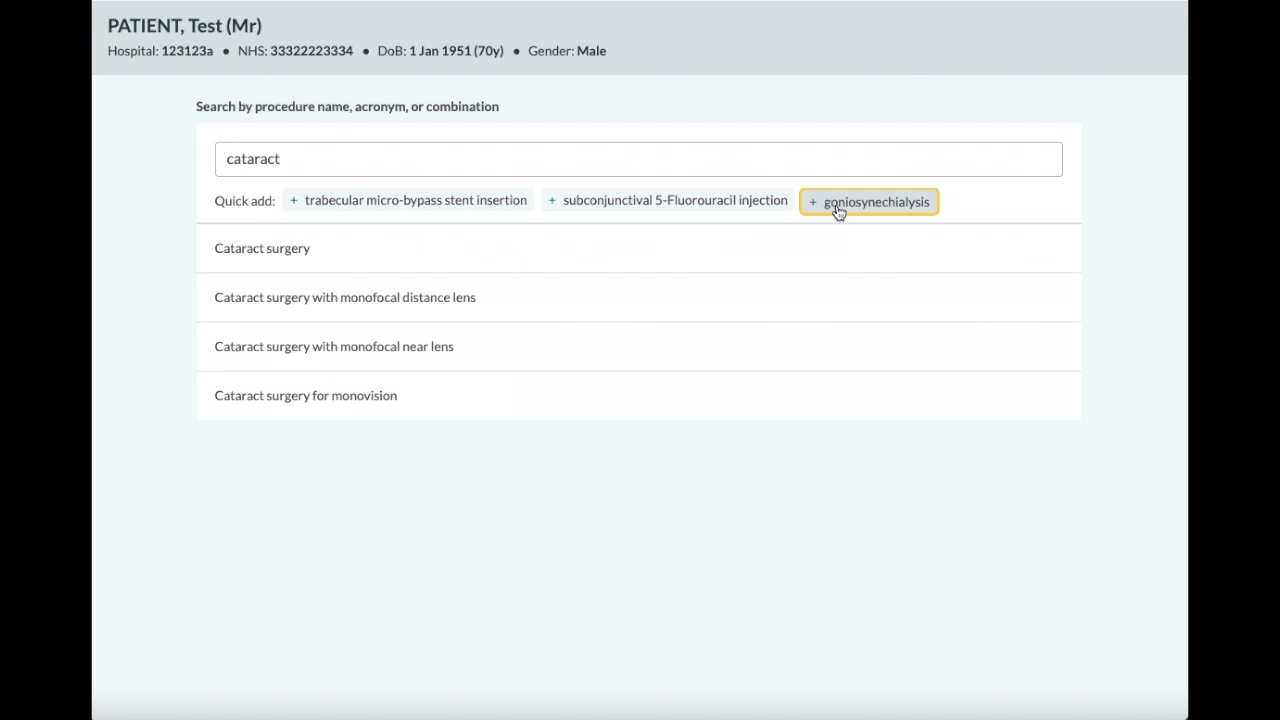 PATIENT, Test (Mr)
Hospital: 123123a • NHS: 33322223334 • DoB: 1 Jan 1951 (70y) • Gender: Male
Search by procedure name, acronym, or combination
cataract
Quick add: + trabecular micro-bypass stent insertion + subconjunctival 5-Fluorouracil injection + goniosynechialysis
Cataract surgery
Cataract surgery with monofocal distance lens
Cataract surgery with monofocal near lens
Cataract surgery for monovision